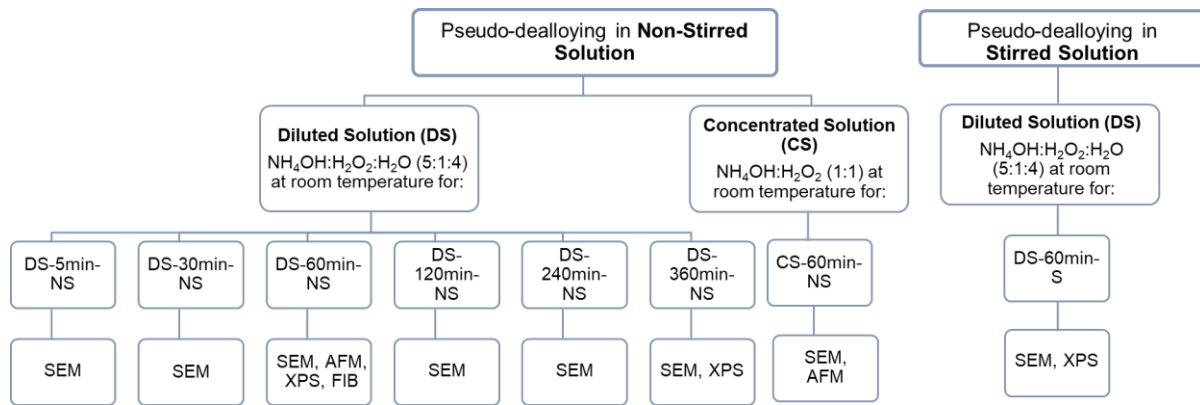 Pseudo-dealloying in Non-Stirred
Solution
Pseudo-dealloying in
Stirred Solution
Diluted Solution (DS)
NH₄OH:H₂O₂:H₂O (5:1:4)
at room temperature for:
Concentrated Solution
(CS)
NH₄OH:H₂O₂ (1:1) at
room temperature for:
Diluted Solution (DS)
NH₄OH:H₂O₂:H₂O
(5:1:4) at room
temperature for:
DS-5min-
NS
DS-30min-
NS
DS-60min-
NS
DS-
120min-
NS
DS-
240min-
NS
DS-
360min-
NS
CS-60min-
NS
DS-60min-
S
SEM
SEM
SEM, AFM,
XPS, FIB
SEM
SEM
SEM, XPS
SEM,
AFM
SEM, XPS